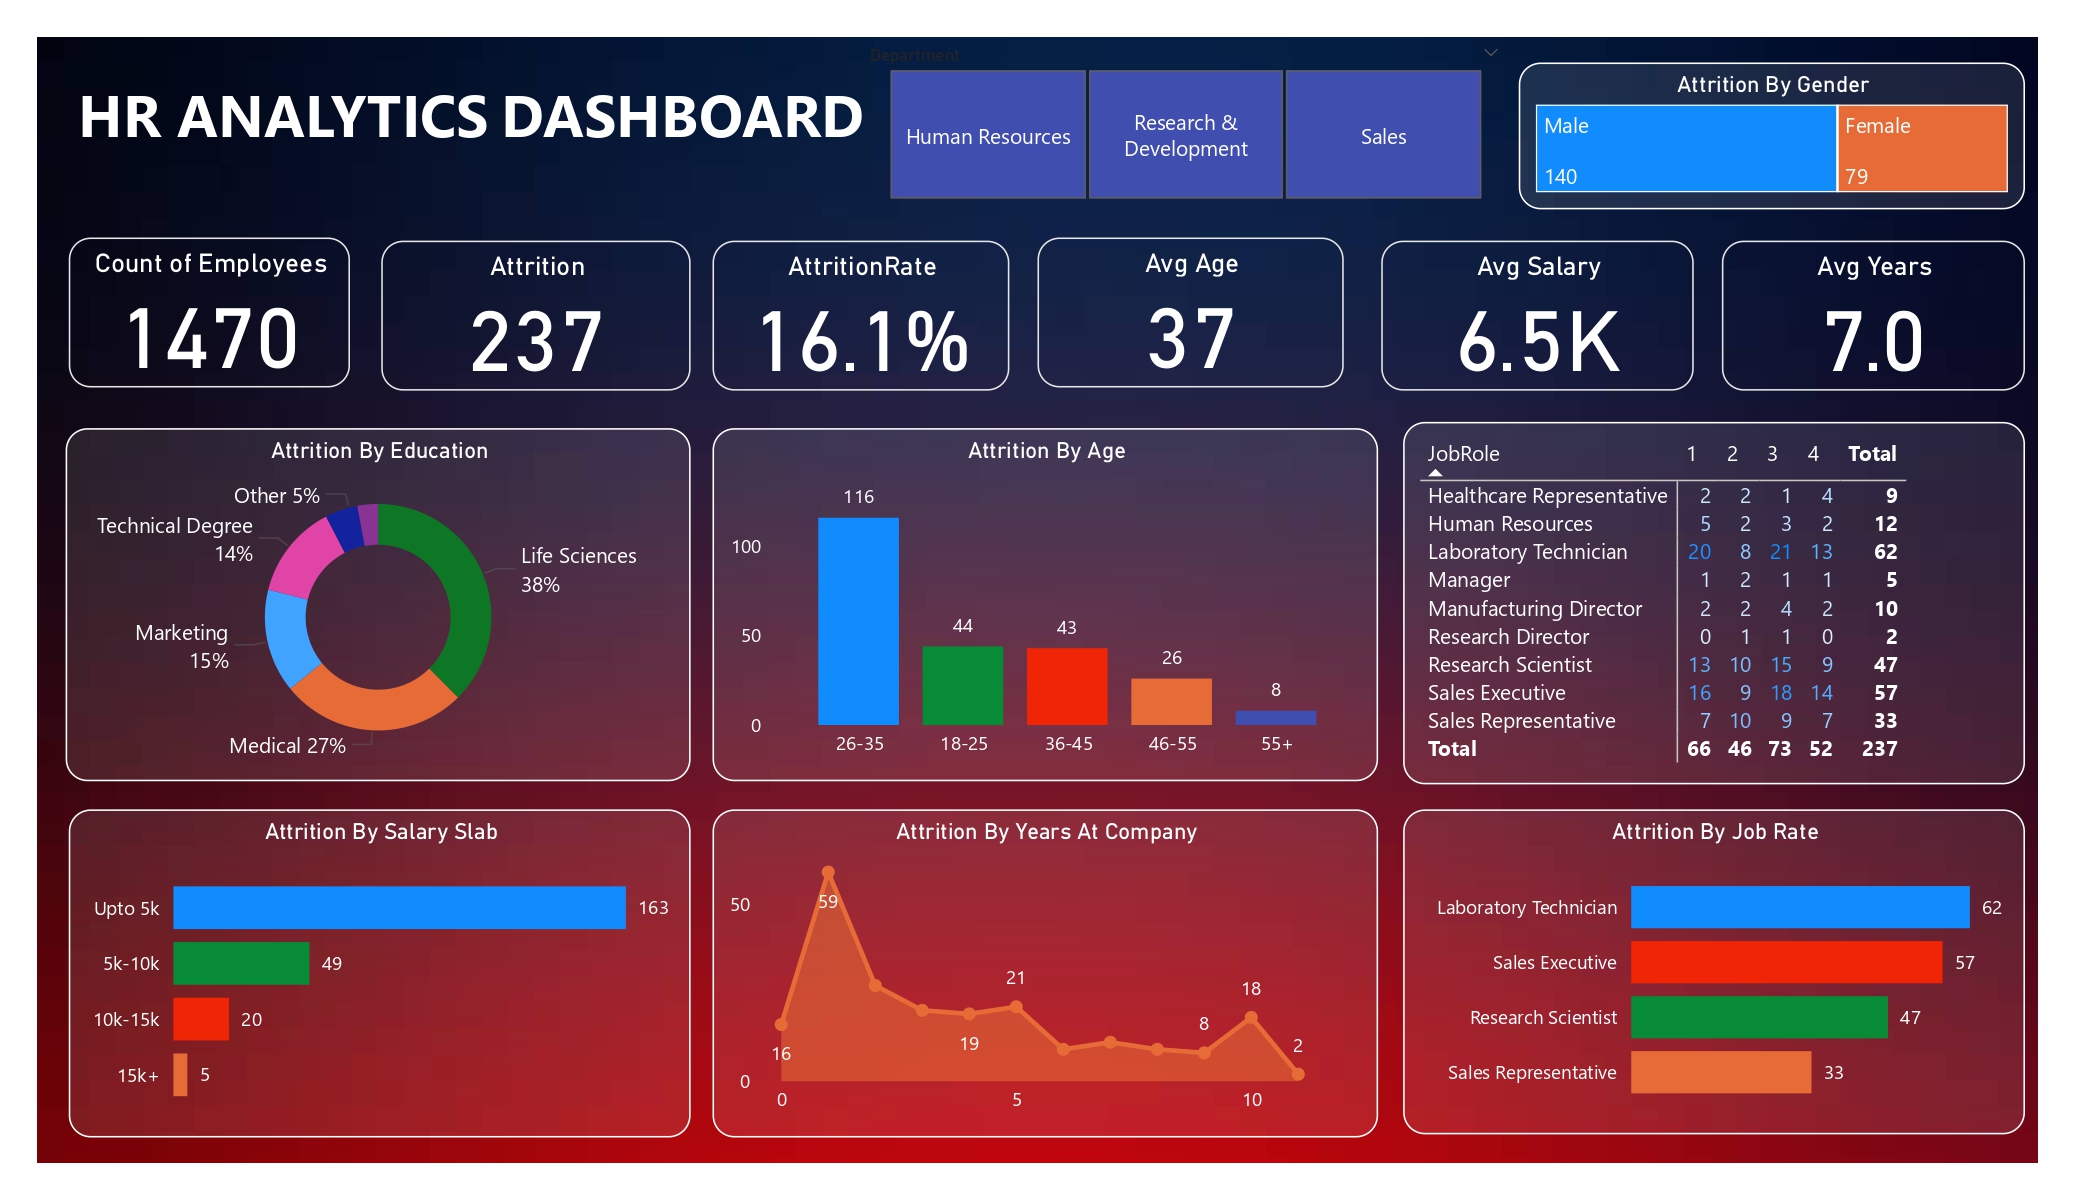 Department
HR ANALYTICS DASHBOARD
Human Resources
Research &
Development
Sales
Attrition By Gender
Male
140
Female
79
Count of Employees
1470
Attrition
237
AttritionRate
16.1%
Avg Age
37
Avg Salary
6.5K
Avg Years
7.0
Attrition By Education
Other 5%
Technical Degree
14%
Life Sciences
38%
Marketing
15%
Medical 27%
Attrition By Age
116
100
50
44
43
26
8
0
26-35 18-25 36-45 46-55 55+
JobRole 1 2 3 4 Total
Healthcare Representative 2 2 1 4 9
Human Resources 5 2 3 2 12
Laboratory Technician 20 8 21 13 62
Manager 1 2 1 1 5
Manufacturing Director 2 2 4 2 10
Research Director 0 1 1 0 2
Research Scientist 13 10 15 9 47
Sales Executive 16 9 18 14 57
Sales Representative 7 10 9 7 33
Total 66 46 73 52 237
Attrition By Salary Slab
Upto 5k 163
5k-10k 49
10k-15k 20
15k+ 5
Attrition By Years At Company
50
59
21
18
8
19
16
2
0
0 5 10
Attrition By Job Rate
Laboratory Technician 62
Sales Executive 57
Research Scientist 47
Sales Representative 33